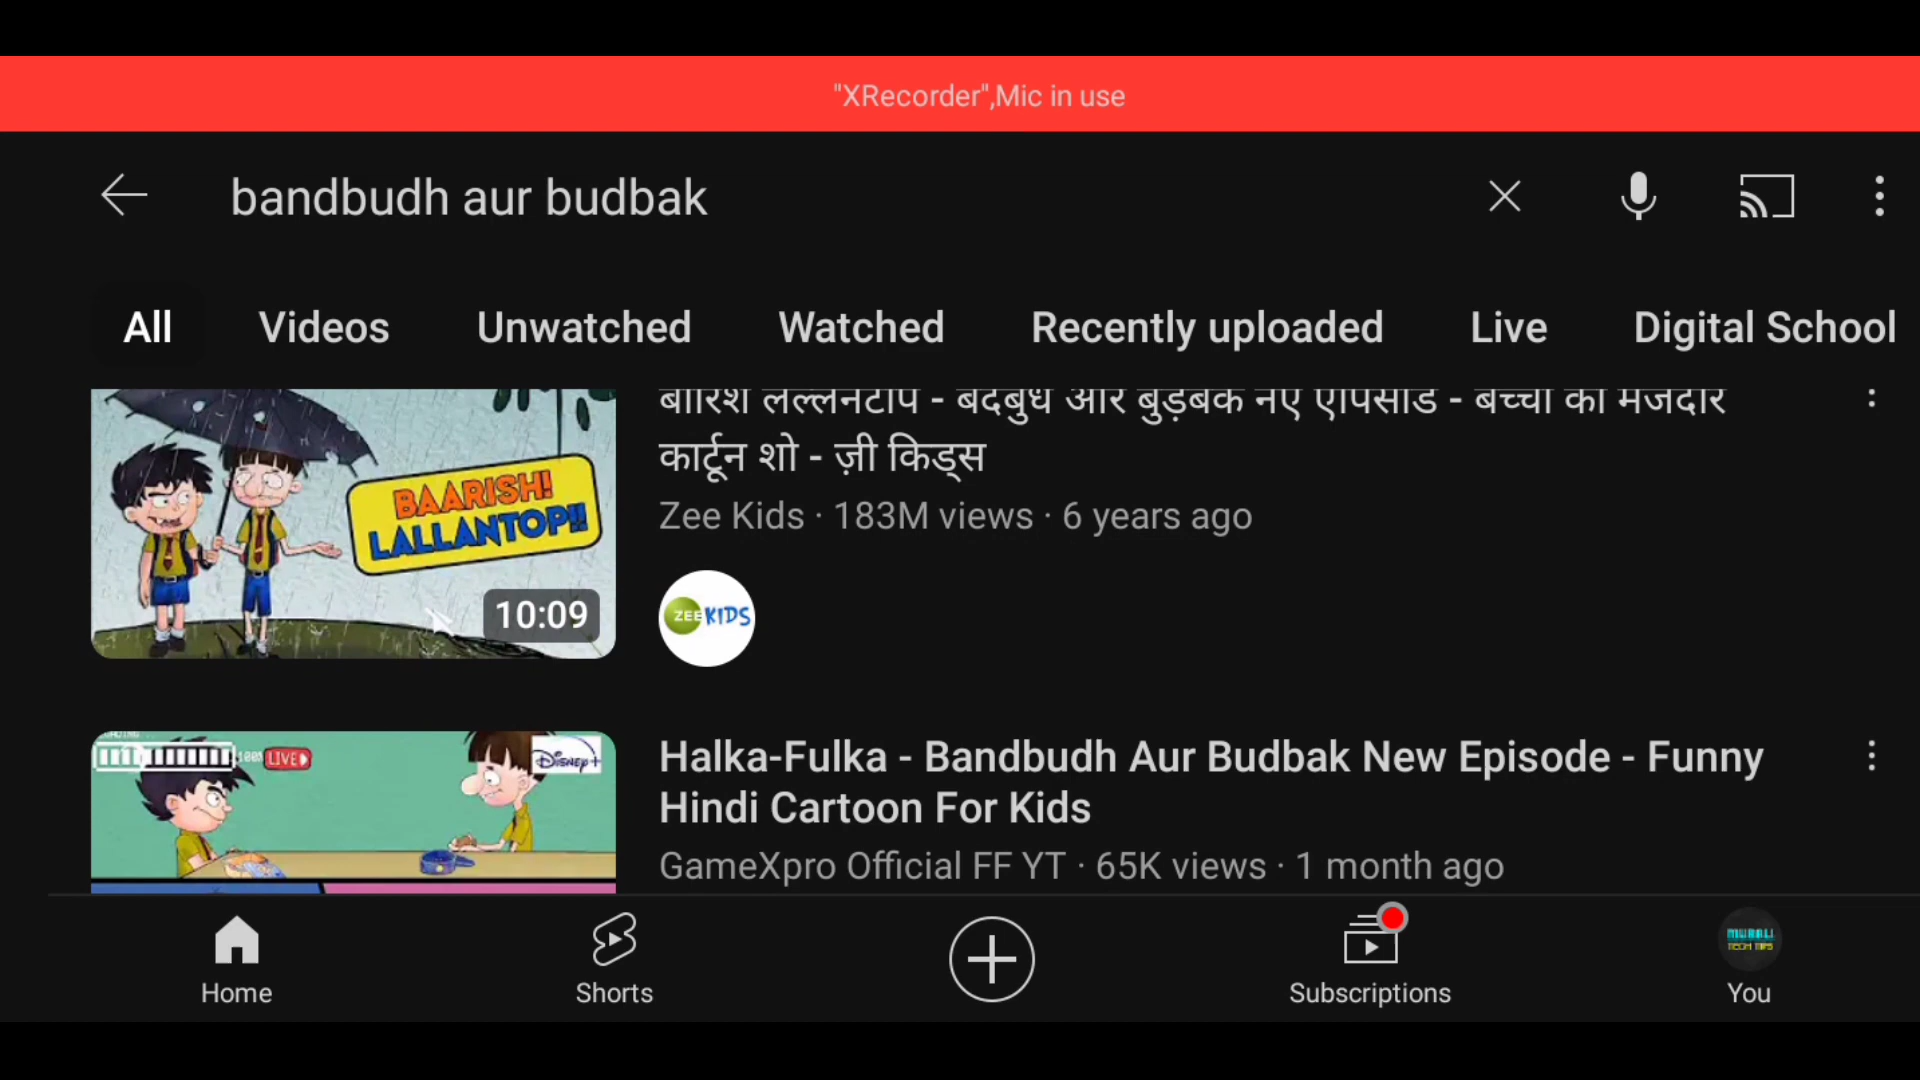 "XRecorder",Mic in use
bandbudh aur budbak
All Videos Unwatched Watched Recently uploaded Live Digital School
बारिश लल्लनटॉप - बंदबुध और बुड़बक नए एपिसोड - बच्चों का मजेदार
कार्टून शो - ज़ी किड्स
Zee Kids · 183M views · 6 years ago
BAARISH!
LALLANTOP!!
10:09
ZEE KIDS
LIVE
Disney+
Halka-Fulka - Bandbudh Aur Budbak New Episode - Funny
Hindi Cartoon For Kids
GameXpro Official FF YT · 65K views · 1 month ago
Home Shorts Subscriptions You
MURALI
TECH TIPS